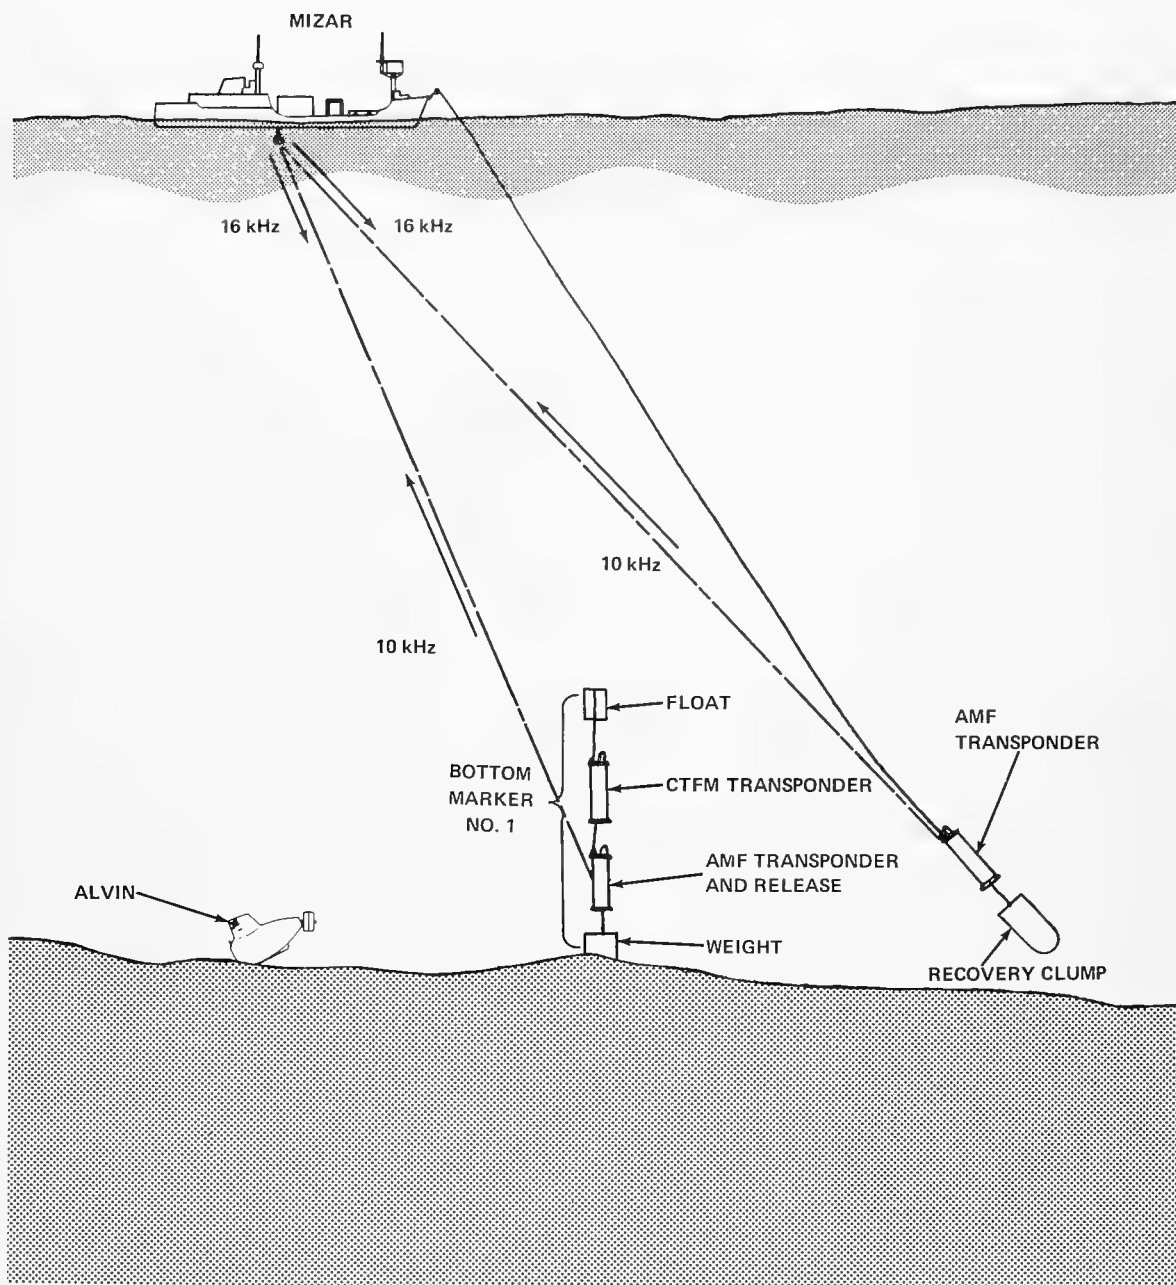 MIZAR
16 kHz
16 kHz
10 kHz
10 kHz
FLOAT
AMF
TRANSPONDER
BOTTOM
MARKER
NO. 1
CTFM TRANSPONDER
AMF TRANSPONDER
AND RELEASE
ALVIN
WEIGHT
RECOVERY CLUMP